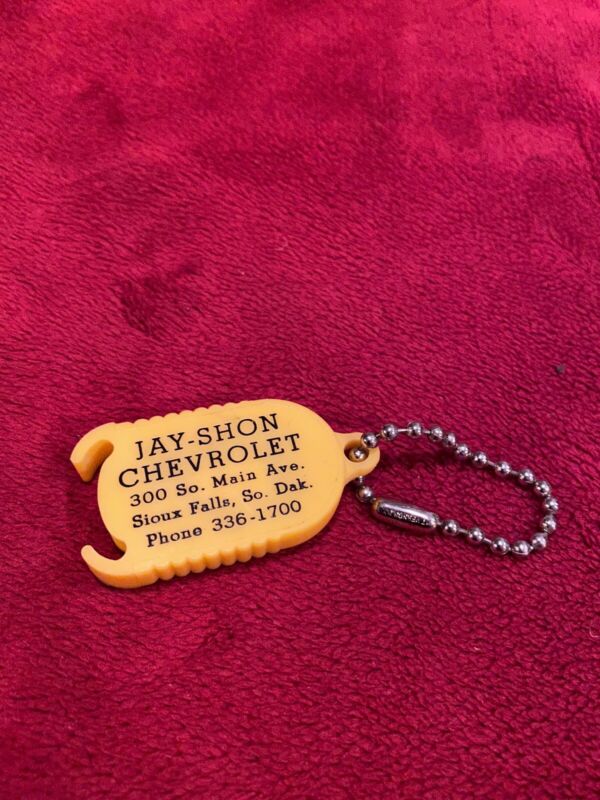 JAY-SHON
CHEVROLET
300 So. Main Ave.
Sioux Falls, So. Dak.
Phone 336-1700